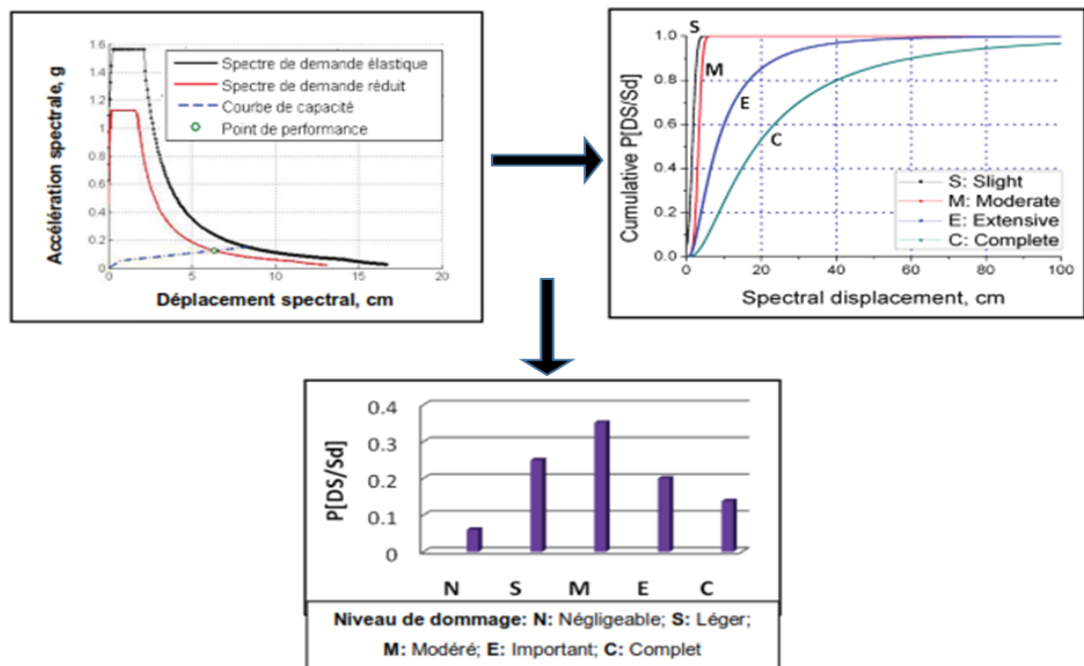 Accélération spectrale, g
1.6
1.4
1.2
1
0.8
0.6
0.4
0.2
0
0
5
10
15
20
Déplacement spectral, cm
Spectre de demande élastique
Spectre de demande réduit
Courbe de capacité
Point de performance
Cumulative P[DS/Sd]
1.0
0.8
0.6
0.4
0.2
0.0
0
20
40
60
80
100
Spectral displacement, cm
S
M
E
C
S: Slight
M: Moderate
E: Extensive
C: Complete
P[DS/Sd]
0.4
0.3
0.2
0.1
0
N S M E C
Niveau de dommage: N: Négligeable; S: Léger;
M: Modéré; E: Important; C: Complet